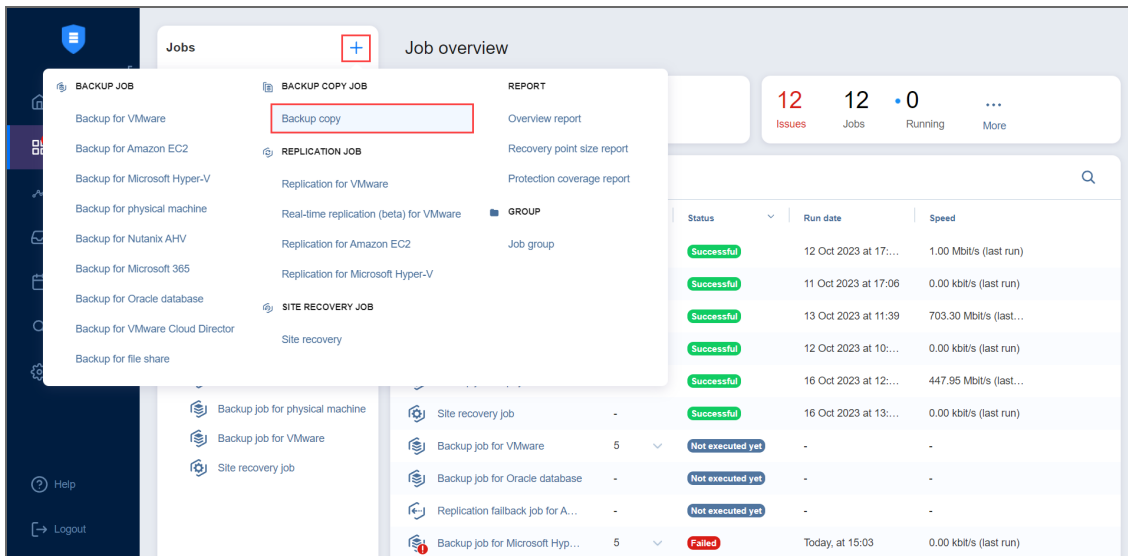 Jobs
+
Job overview
BACKUP JOB
Backup for VMware
Backup for Amazon EC2
Backup for Microsoft Hyper-V
Backup for physical machine
Backup for Nutanix AHV
Backup for Microsoft 365
Backup for Oracle database
Backup for VMware Cloud Director
Backup for file share
BACKUP COPY JOB
Backup copy
REPLICATION JOB
Replication for VMware
Real-time replication (beta) for VMware
Replication for Amazon EC2
Replication for Microsoft Hyper-V
SITE RECOVERY JOB
Site recovery
REPORT
Overview report
Recovery point size report
Protection coverage report
GROUP
Job group
12 12 0 ...
Issues Jobs Running More
Status Run date Speed
Successful 12 Oct 2023 at 17:... 1.00 Mbit/s (last run)
Successful 11 Oct 2023 at 17:06 0.00 kbit/s (last run)
Successful 13 Oct 2023 at 11:39 703.30 Mbit/s (last...
Successful 12 Oct 2023 at 10:... 0.00 kbit/s (last run)
Successful 16 Oct 2023 at 12:... 447.95 Mbit/s (last...
Site recovery job - Successful 16 Oct 2023 at 13:... 0.00 kbit/s (last run)
Backup job for VMware 5 Not executed yet - -
Backup job for Oracle database - Not executed yet - -
Replication failback job for A... - Not executed yet - -
Backup job for Microsoft Hyp... 5 Failed Today, at 15:03 0.00 kbit/s (last run)
Backup job for physical machine
Backup job for VMware
Site recovery job
Help
Logout